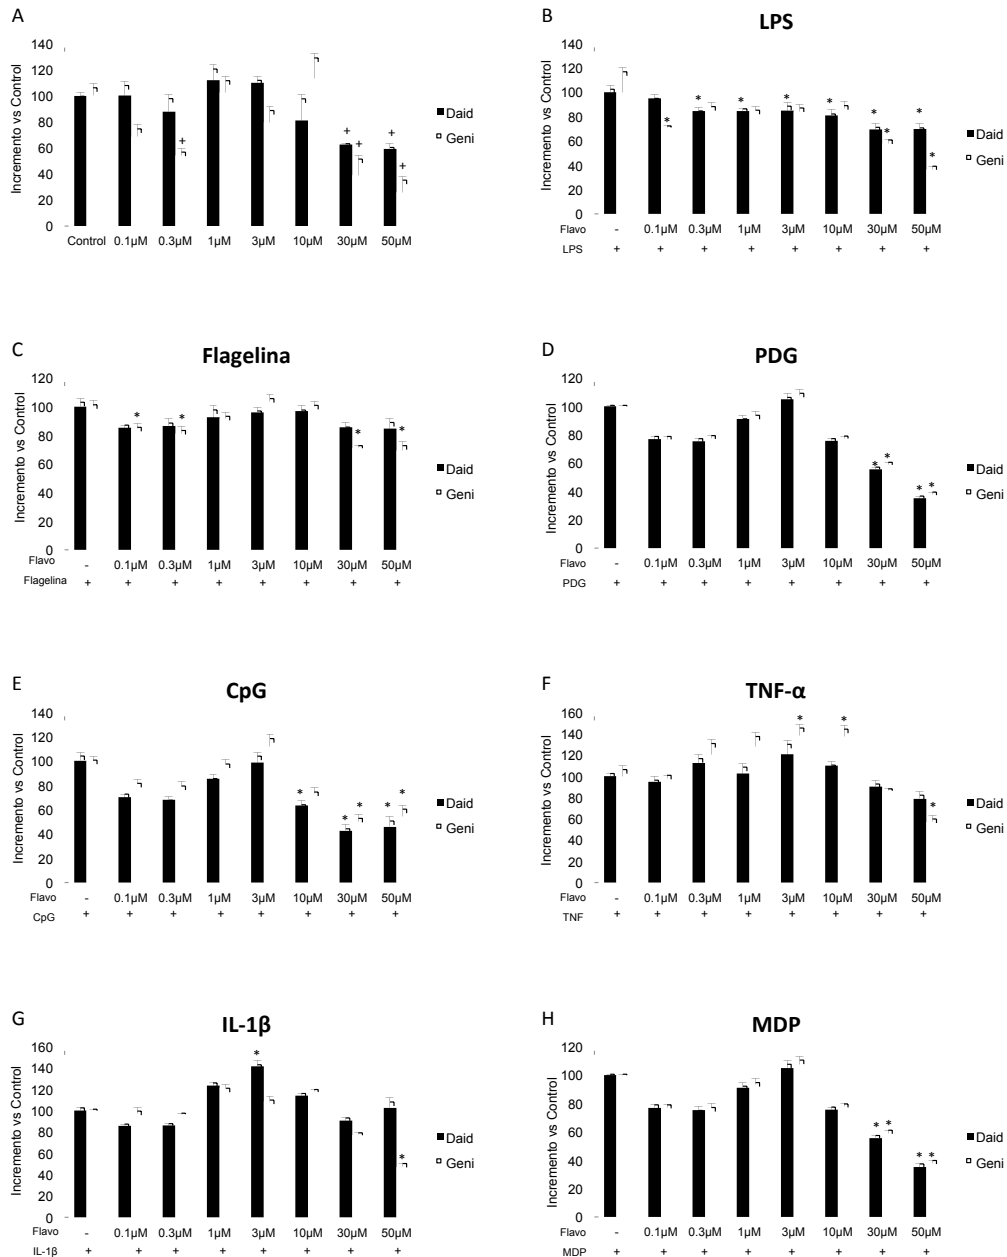 A
140
120
100
80
60
40
20
0
Incremento vs Control
+
+
+
+
+
Daid
Geni
Control 0.1µM 0.3µM 1µM 3µM 10µM 30µM 50µM
B
LPS
140
120
100
80
60
40
20
0
Incremento vs Control
* * * * * * * * *
Daid
Geni
Flavo - 0.1µM 0.3µM 1µM 3µM 10µM 30µM 50µM
LPS + + + + + + + +
C
Flagelina
120
100
80
60
40
20
0
Incremento vs Control
* * * *
Daid
Geni
Flavo - 0.1µM 0.3µM 1µM 3µM 10µM 30µM 50µM
Flagelina + + + + + + + +
D
PDG
120
100
80
60
40
20
0
Incremento vs Control
* * * *
Daid
Geni
Flavo - 0.1µM 0.3µM 1µM 3µM 10µM 30µM 50µM
PDG + + + + + + + +
E
CpG
140
120
100
80
60
40
20
0
Incremento vs Control
* * * * *
Daid
Geni
Flavo - 0.1µM 0.3µM 1µM 3µM 10µM 30µM 50µM
CpG + + + + + + + +
F
TNF-α
160
140
120
100
80
60
40
20
0
Incremento vs Control
* * *
Daid
Geni
Flavo - 0.1µM 0.3µM 1µM 3µM 10µM 30µM 50µM
TNF + + + + + + + +
G
IL-1β
160
140
120
100
80
60
40
20
0
Incremento vs Control
* *
Daid
Geni
Flavo - 0.1µM 0.3µM 1µM 3µM 10µM 30µM 50µM
IL-1β + + + + + + + +
H
MDP
120
100
80
60
40
20
0
Incremento vs Control
* * * *
Daid
Geni
Flavo - 0.1µM 0.3µM 1µM 3µM 10µM 30µM 50µM
MDP + + + + + + + +